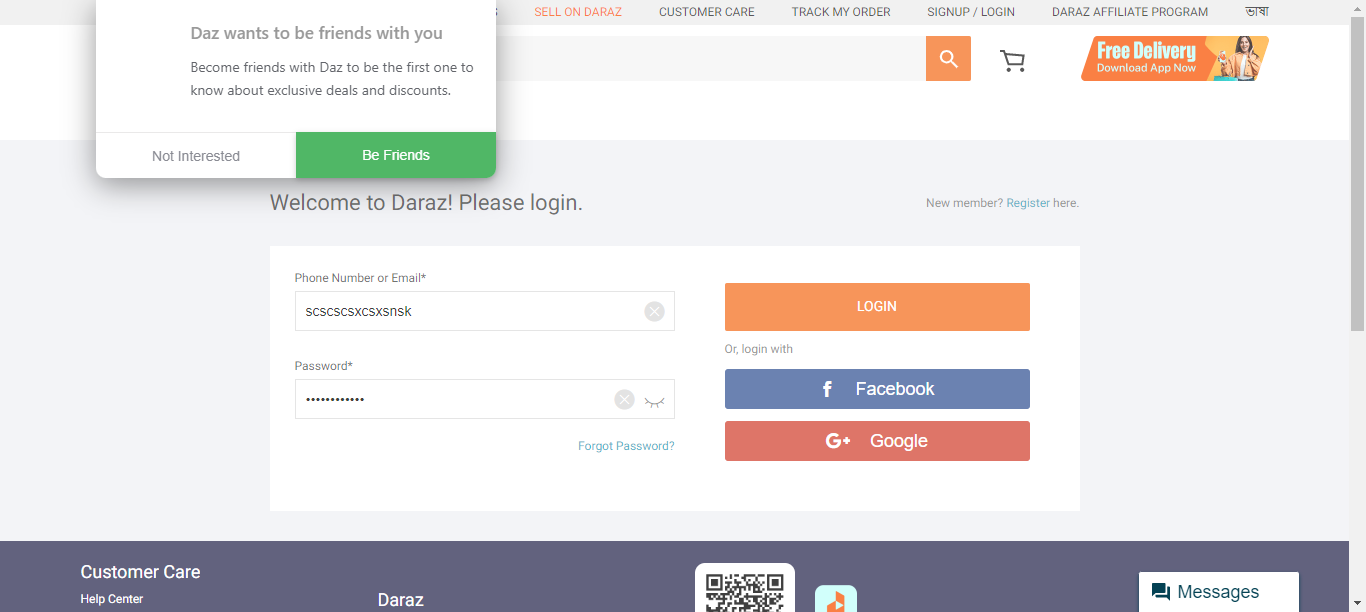 SELL ON DARAZ
CUSTOMER CARE
TRACK MY ORDER
SIGNUP / LOGIN
DARAZ AFFILIATE PROGRAM
भाषा
Daz wants to be friends with you
Become friends with Daz to be the first one to
know about exclusive deals and discounts.
Not Interested
Be Friends
Free Delivery
Download App Now
Welcome to Daraz! Please login.
New member? Register here.
Phone Number or Email*
scscscsxcsxsnsk
Password*
••••••••••••
Forgot Password?
LOGIN
Or, login with
f Facebook
G+ Google
Customer Care
Help Center
Daraz
Messages